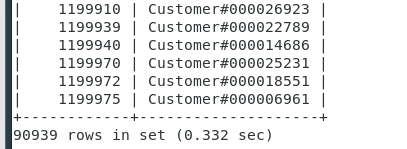 |    1199910 | Customer#000026923 |
|    1199939 | Customer#000022789 |
|    1199940 | Customer#000014686 |
|    1199970 | Customer#000025231 |
|    1199972 | Customer#000018551 |
|    1199975 | Customer#000006961 |
+------------+--------------------+
90939 rows in set (0.332 sec)